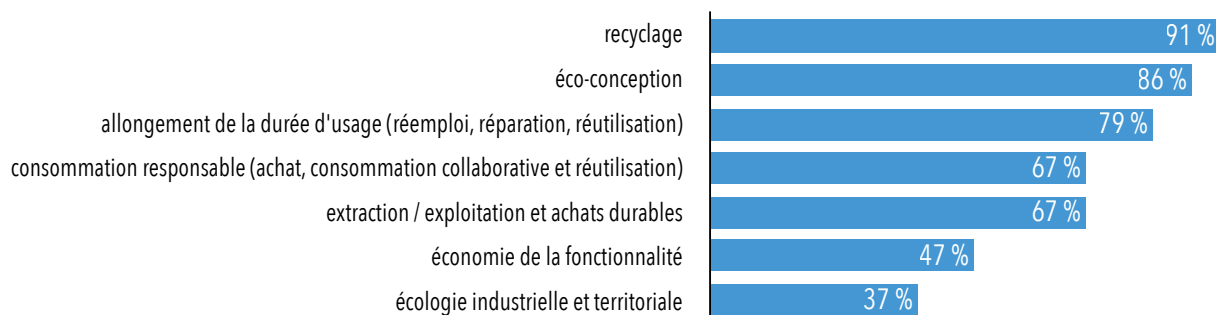 recyclage 91 %
éco-conception 86 %
allongement de la durée d'usage (réemploi, réparation, réutilisation) 79 %
consommation responsable (achat, consommation collaborative et réutilisation) 67 %
extraction / exploitation et achats durables 67 %
économie de la fonctionnalité 47 %
écologie industrielle et territoriale 37 %